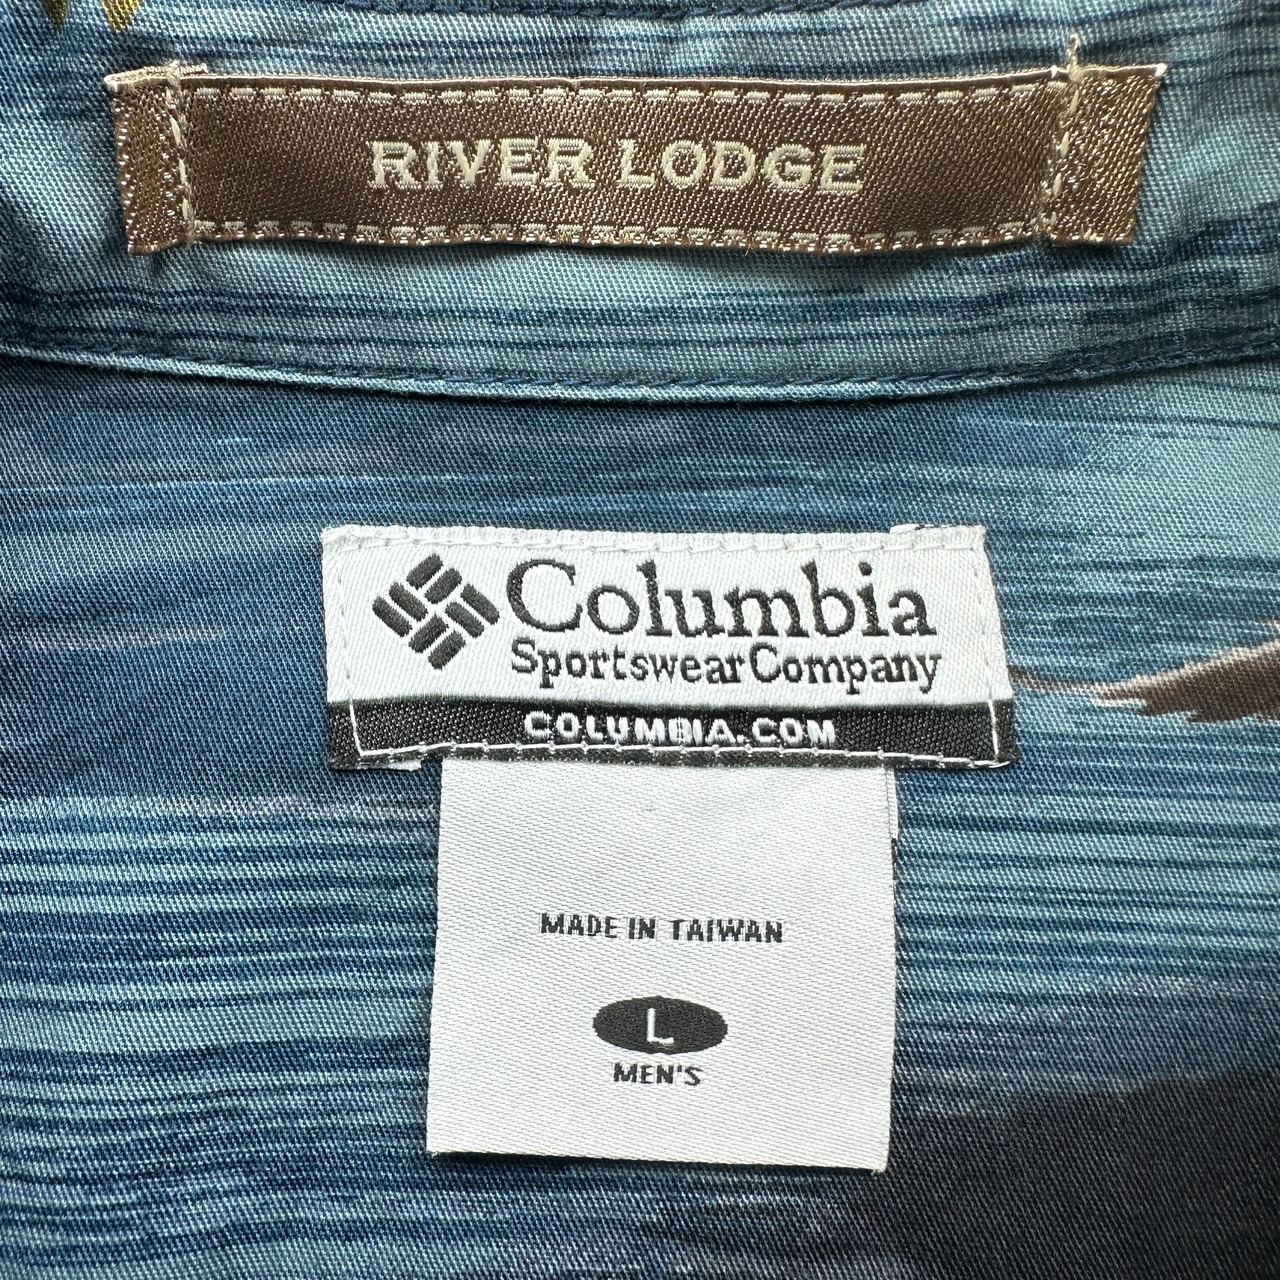 RIVER LODGE
Columbia
Sportswear Company
COLUMBIA.COM
MADE IN TAIWAN
L
MEN'S